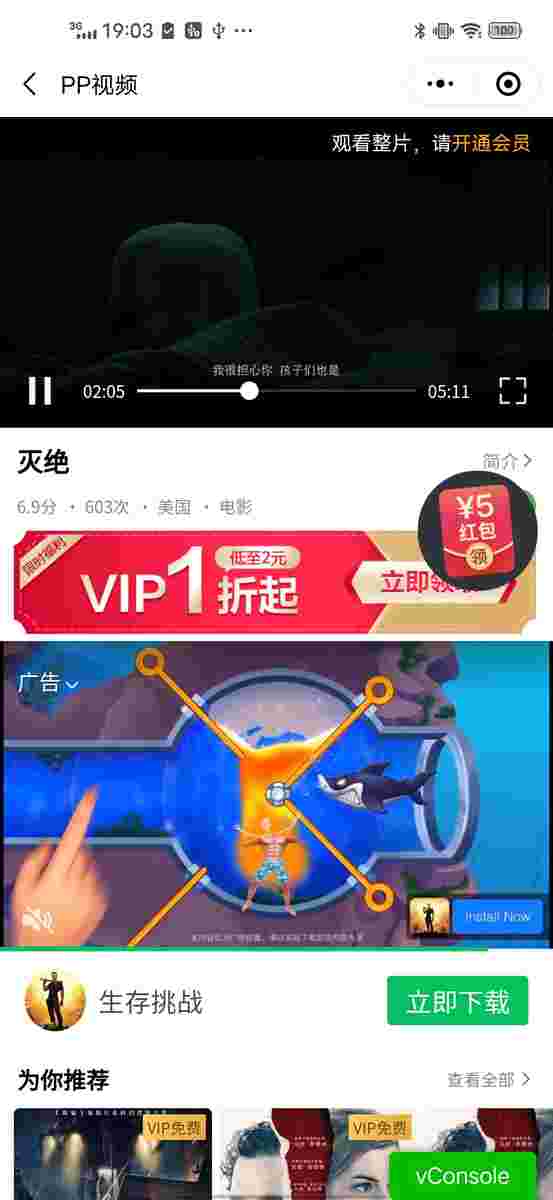 3G 19:03 100
PP视频
观看整片，请开通会员
我很担心你 孩子们也是
02:05 05:11
灭绝
简介
6.9分 · 603次 · 美国 · 电影
¥5
红包
领
限时福利
VIP1折起
低至2元
立即领
广告
Install Now
生存挑战
立即下载
为你推荐
查看全部
VIP免费
VIP免费
vConsole